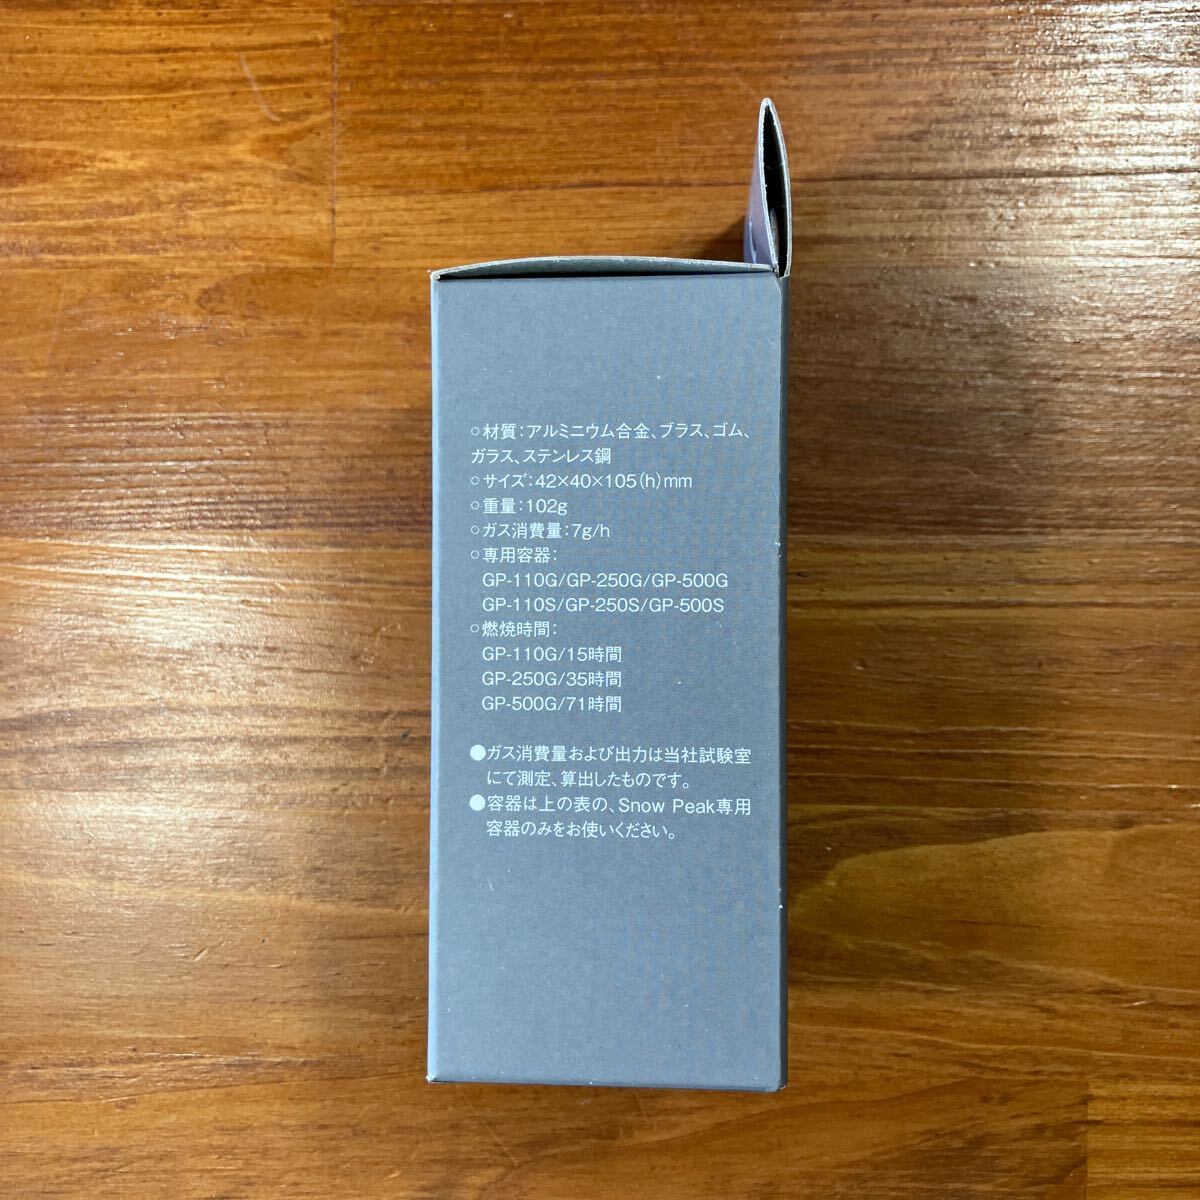 ○材質:アルミニウム合金、ブラス、ゴム、
ガラス、ステンレス鋼
○サイズ:42×40×105(h)mm
○重量:102g
○ガス消費量:7g/h
○専用容器:
GP-110G/GP-250G/GP-500G
GP-110S/GP-250S/GP-500S
○燃焼時間:
GP-110G/15時間
GP-250G/35時間
GP-500G/71時間
●ガス消費量および出力は当社試験室
にて測定、算出したものです。
●容器は上の表の、Snow Peak専用
容器のみをお使いください。